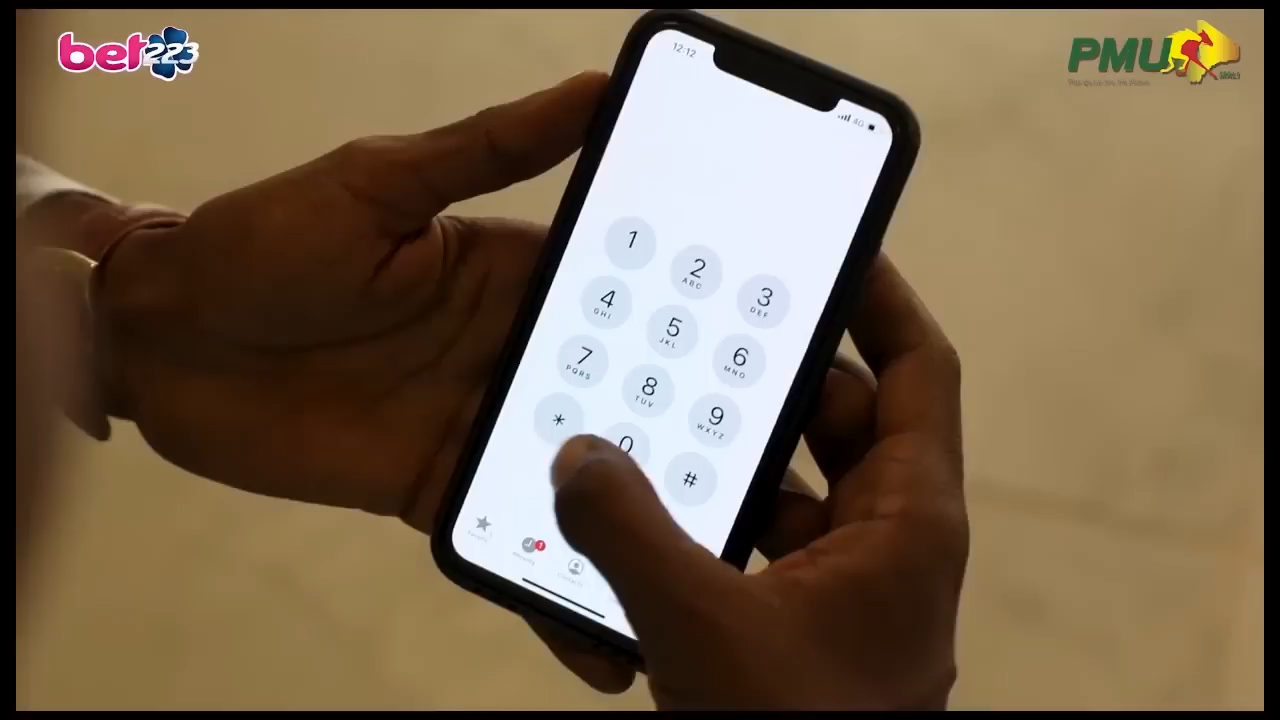 bet223
PMU
12:12
4G
1
2
ABC
3
DEF
4
GHI
5
JKL
6
MNO
7
PQRS
8
TUV
9
WXYZ
*
0
#
1